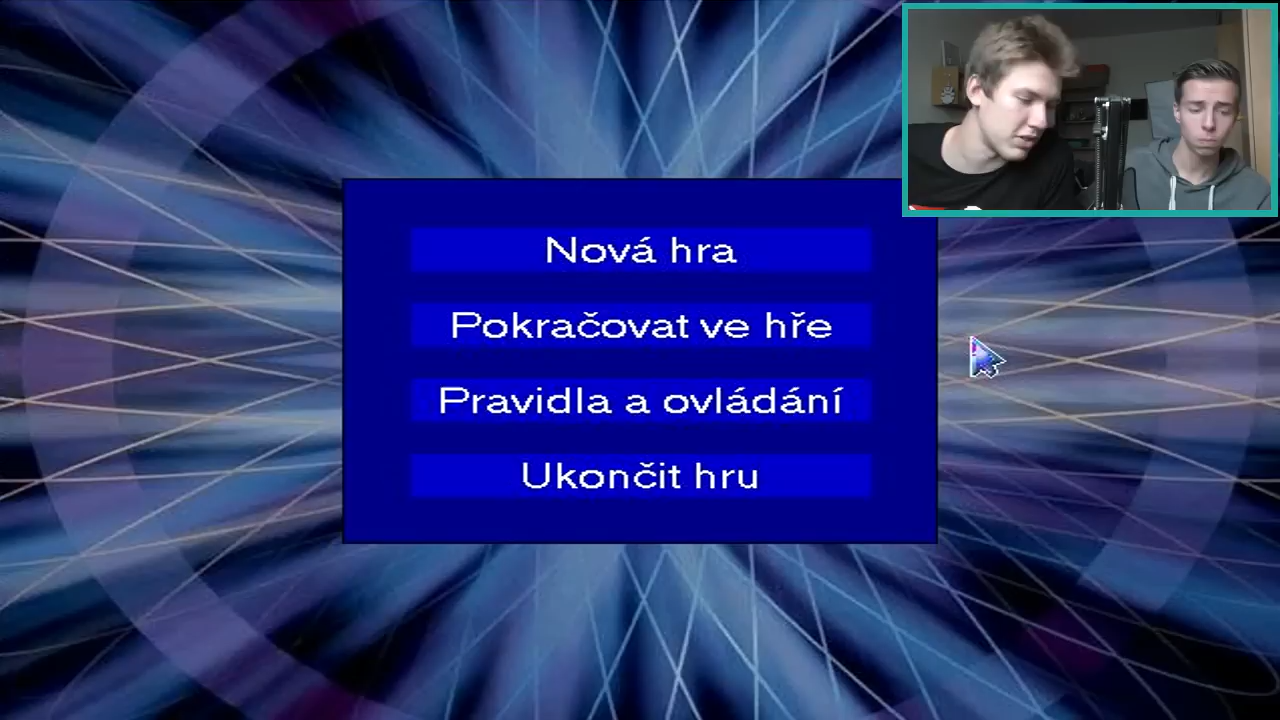 Nová hra
Pokračovat ve hře
Pravidla a ovládání
Ukončit hru